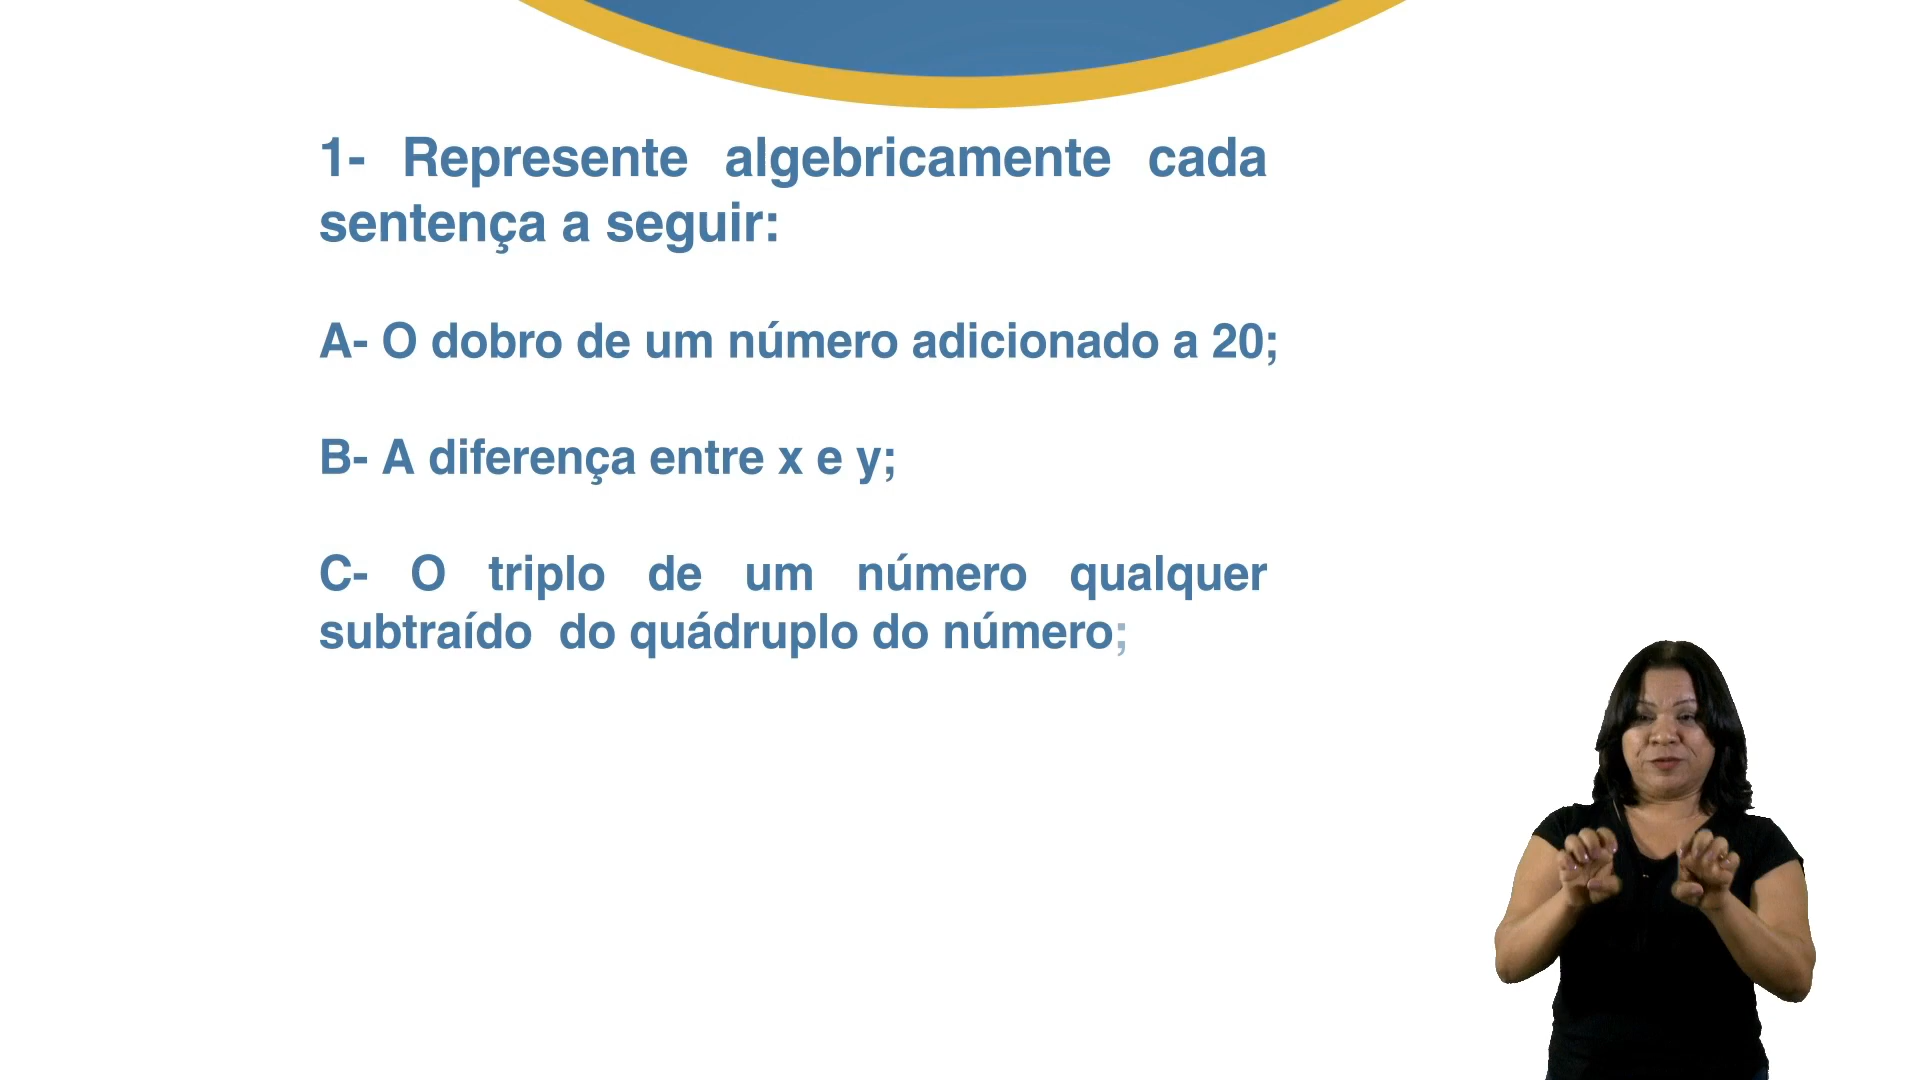 1- Represente algebricamente cada
sentença a seguir:
A- O dobro de um número adicionado a 20;
B- A diferença entre x e y;
C- O triplo de um número qualquer
subtraído do quádruplo do número;